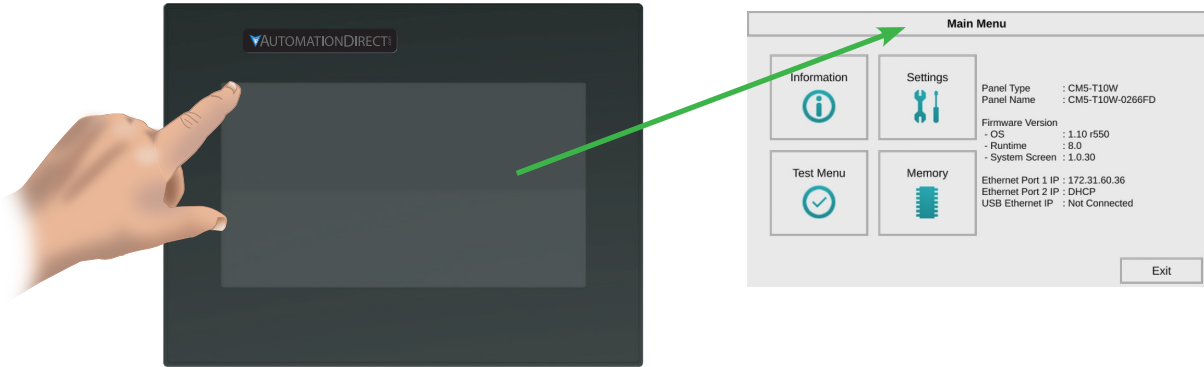 AUTOMATIONDIRECT
Main Menu
Information
Settings
Test Menu
Memory
Panel Type : CM5-T10W
Panel Name : CM5-T10W-0266FD
Firmware Version
- OS : 1.10 r550
- Runtime : 8.0
- System Screen : 1.0.30
Ethernet Port 1 IP : 172.31.60.36
Ethernet Port 2 IP : DHCP
USB Ethernet IP : Not Connected
Exit